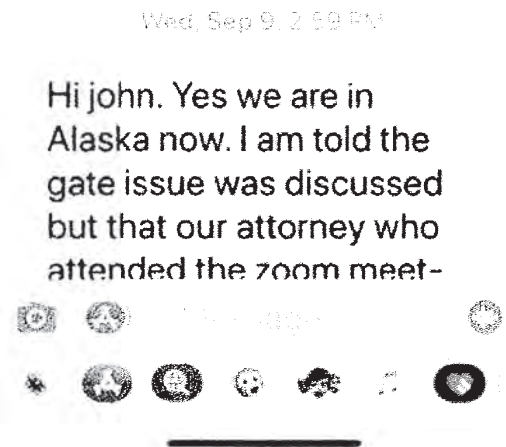 Wed, Sep 9, 2:59 PM
Hi john. Yes we are in
Alaska now. I am told the
gate issue was discussed
but that our attorney who
attended the zoom meet-